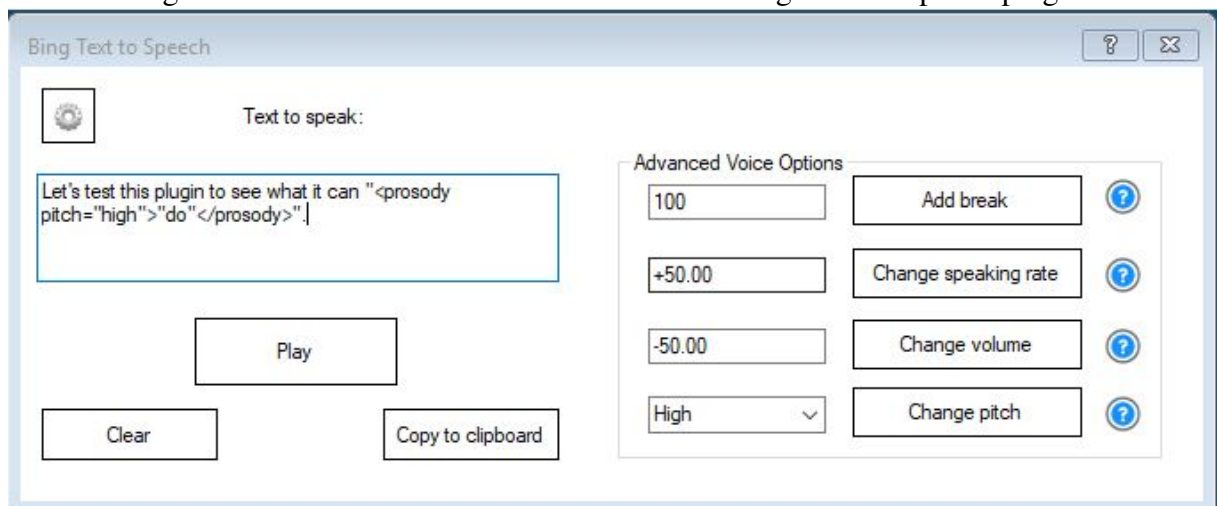 Bing Text to Speech
Text to speak:
Let's test this plugin to see what it can "<prosody
pitch="high">"do"</prosody>".
Play
Clear
Copy to clipboard
Advanced Voice Options
100
Add break
?
+50.00
Change speaking rate
?
-50.00
Change volume
?
High
Change pitch
?